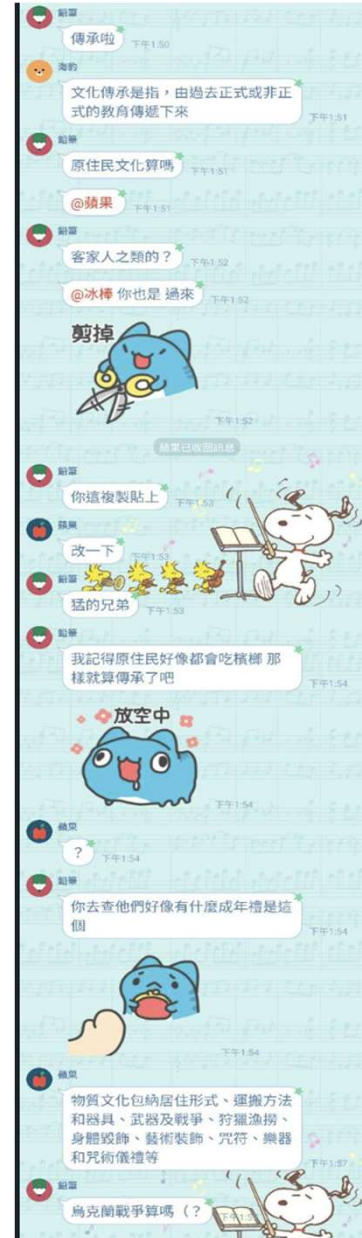 鉛筆
傳承啦
下午1:50
海豹
文化傳承是指，由過去正式或非正
式的教育傳遞下來
下午1:51
鉛筆
原住民文化算嗎
下午1:51
@蘋果
下午1:51
鉛筆
客家人之類的？
下午1:52
@冰棒 你也是 過來
下午1:52
剪掉
下午1:52
蘋果已收回訊息
鉛筆
你這複製貼上
下午1:53
蘋果
改一下
下午1:53
鉛筆
猛的兄弟
下午1:53
鉛筆
我記得原住民好像都會吃檳榔 那
樣就算傳承了吧
下午1:54
放空中
下午1:54
蘋果
？
下午1:54
鉛筆
你去查他們好像有什麼成年禮是這
個
下午1:54
下午1:54
蘋果
物質文化包納居住形式、運搬方法
和器具、武器及戰爭、狩獵漁撈、
身體毀飾、藝術裝飾、咒符、樂器
和咒術儀禮等
下午1:57
鉛筆
烏克蘭戰爭算嗎（？